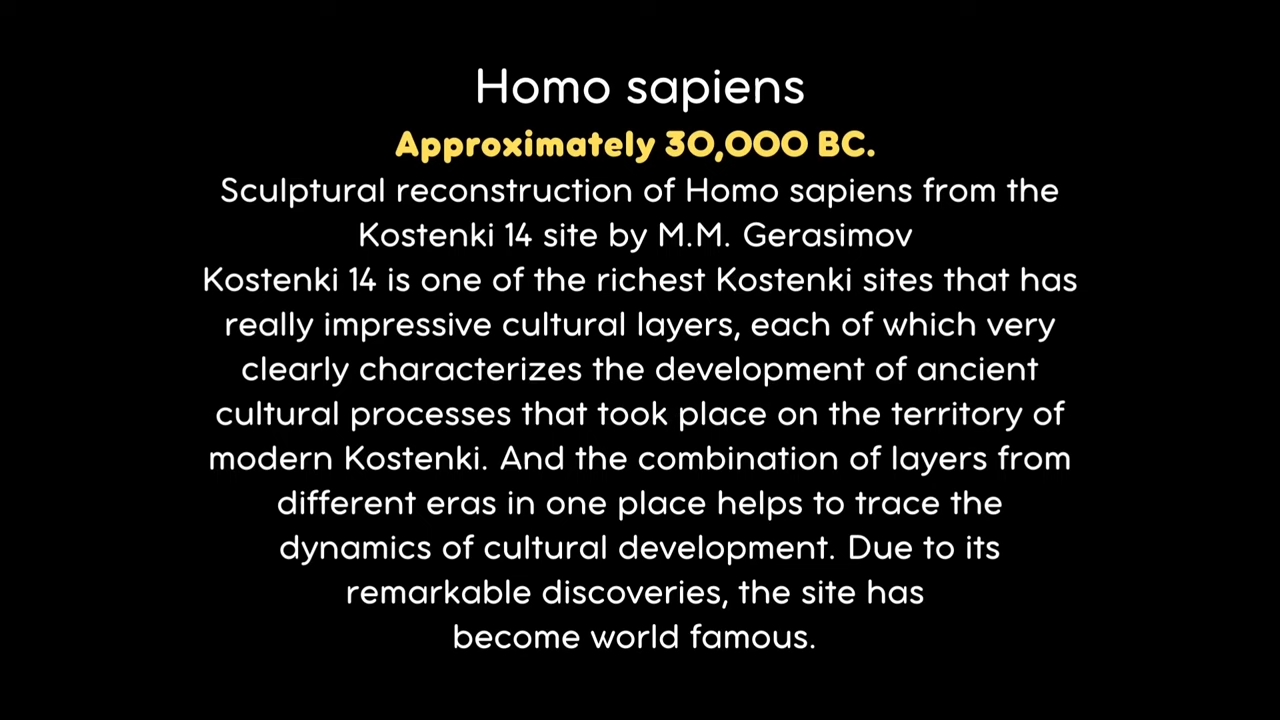 Homo sapiens
Approximately 30,000 BC.
Sculptural reconstruction of Homo sapiens from the
Kostenki 14 site by M.M. Gerasimov
Kostenki 14 is one of the richest Kostenki sites that has
really impressive cultural layers, each of which very
clearly characterizes the development of ancient
cultural processes that took place on the territory of
modern Kostenki. And the combination of layers from
different eras in one place helps to trace the
dynamics of cultural development. Due to its
remarkable discoveries, the site has
become world famous.